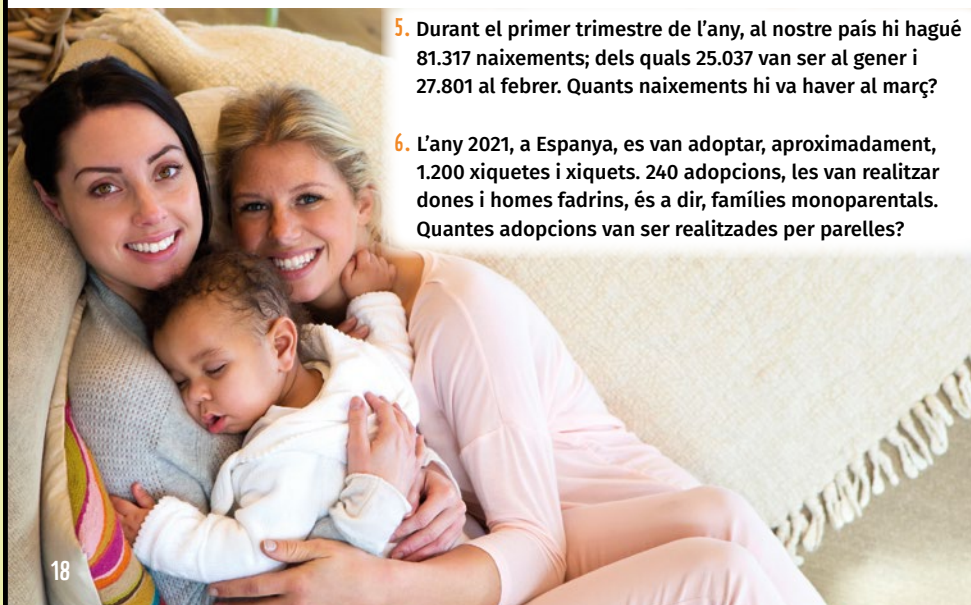 5. Durant el primer trimestre de l’any, al nostre país hi hagué
81.317 naixements; dels quals 25.037 van ser al gener i
27.801 al febrer. Quants naixements hi va haver al març?
6. L’any 2021, a Espanya, es van adoptar, aproximadament,
1.200 xiquetes i xiquets. 240 adopcions, les van realitzar
dones i homes fadrins, és a dir, famílies monoparentals.
Quantes adopcions van ser realitzades per parelles?
18